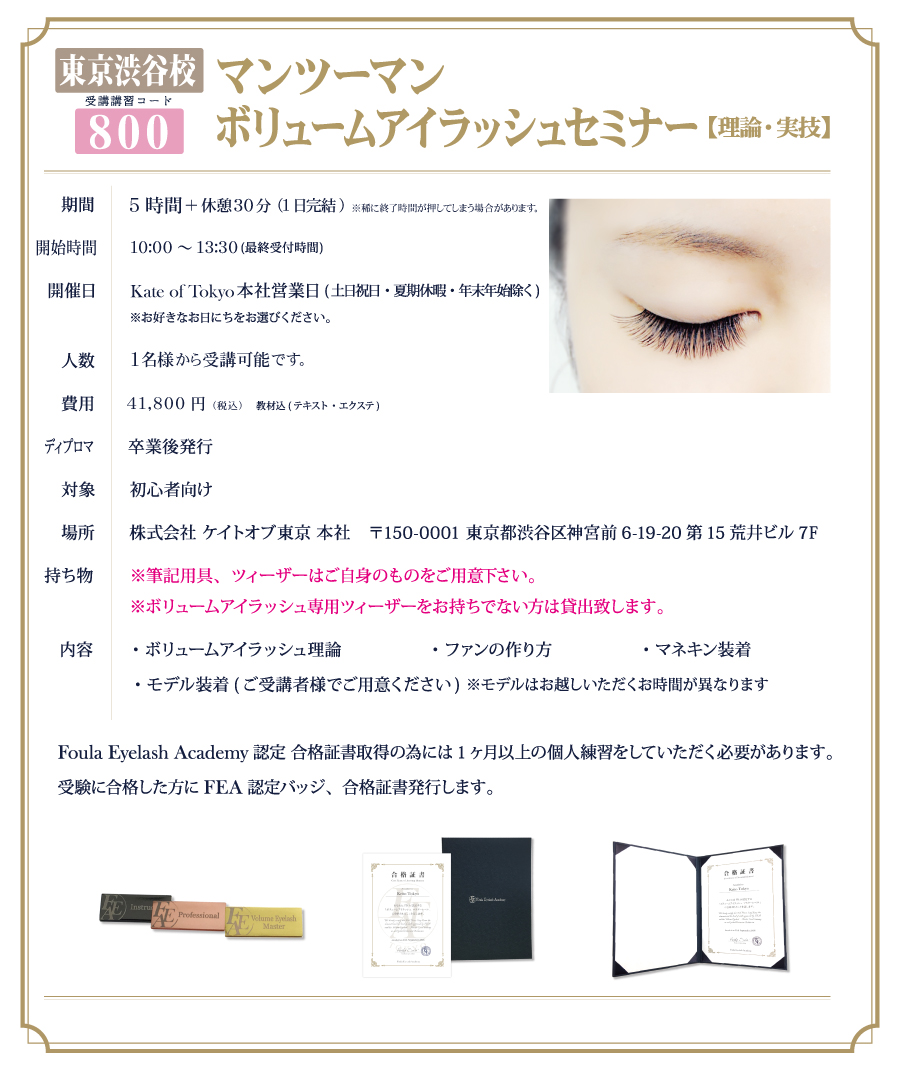 東京渋谷校
受講講習コード
800
マンツーマン
ボリュームアイラッシュセミナー【理論・実技】
期間 5 時間＋休憩30分（1日完結） ※稀に終了時間が押してしまう場合があります。
開始時間 10:00 〜 13:30 (最終受付時間)
開催日 Kate of Tokyo本社営業日 ( 土日祝日・夏期休暇・年末年始除く )
※お好きなお日にちをお選びください。
人数 1名様から受講可能です。
費用 41,800 円（税込） 教材込 ( テキスト・エクステ )
ディプロマ 卒業後発行
対象 初心者向け
場所 株式会社 ケイトオブ東京 本社 〒150-0001 東京都渋谷区神宮前 6-19-20 第 15 荒井ビル 7F
持ち物 ※筆記用具、ツィーザーはご自身のものをご用意下さい。
※ボリュームアイラッシュ専用ツィーザーをお持ちでない方は貸出致します。
内容 ・ボリュームアイラッシュ理論 ・ファンの作り方 ・マネキン装着
・モデル装着 ( ご受講者様でご用意ください ) ※モデルはお越しいただくお時間が異なります
Foula Eyelash Academy 認定 合格証書取得の為には 1 ヶ月以上の個人練習をしていただく必要があります。
受験に合格した方に FEA 認定バッジ、合格証書発行します。
FEA Instru
FEA Professional
FEA Volume Eyelash
Master
合格証書
Foula Eyelash Academy
合格証書